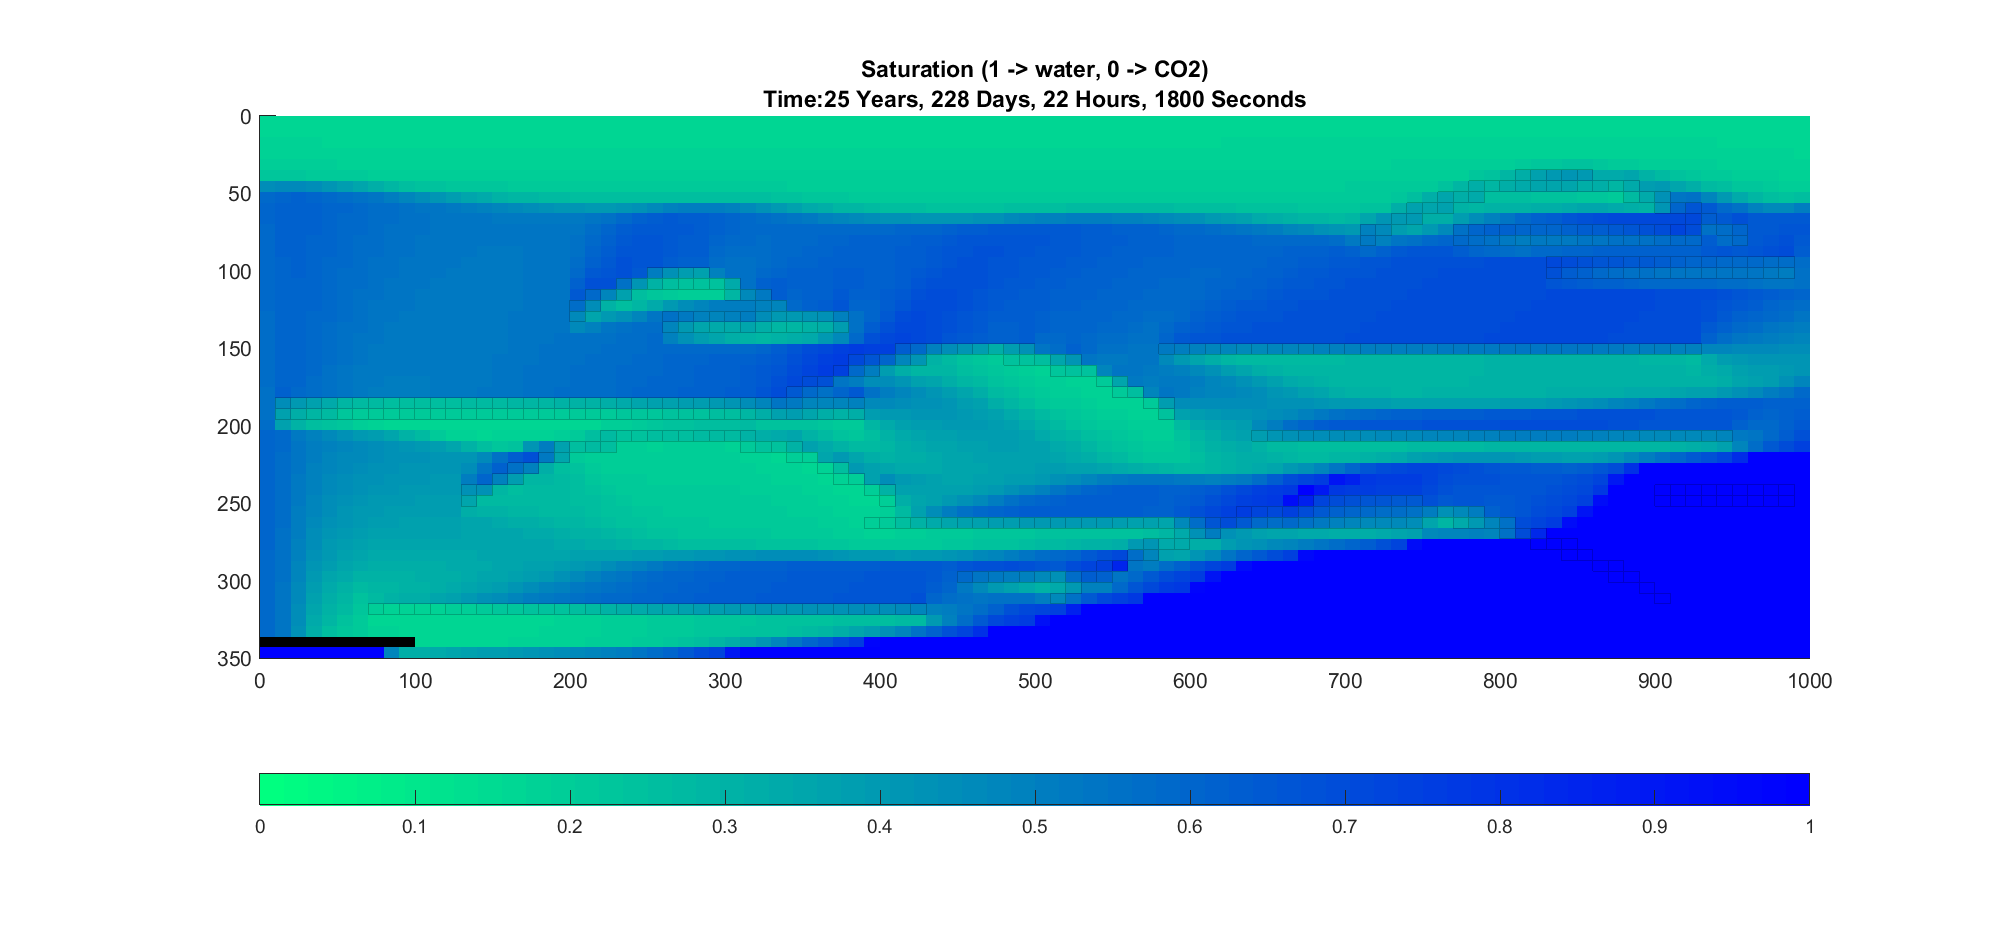 Saturation (1 -> water, 0 -> CO2)
Time:25 Years, 228 Days, 22 Hours, 1800 Seconds
0
50
100
150
200
250
300
350
0 100 200 300 400 500 600 700 800 900 1000
0 0.1 0.2 0.3 0.4 0.5 0.6 0.7 0.8 0.9 1